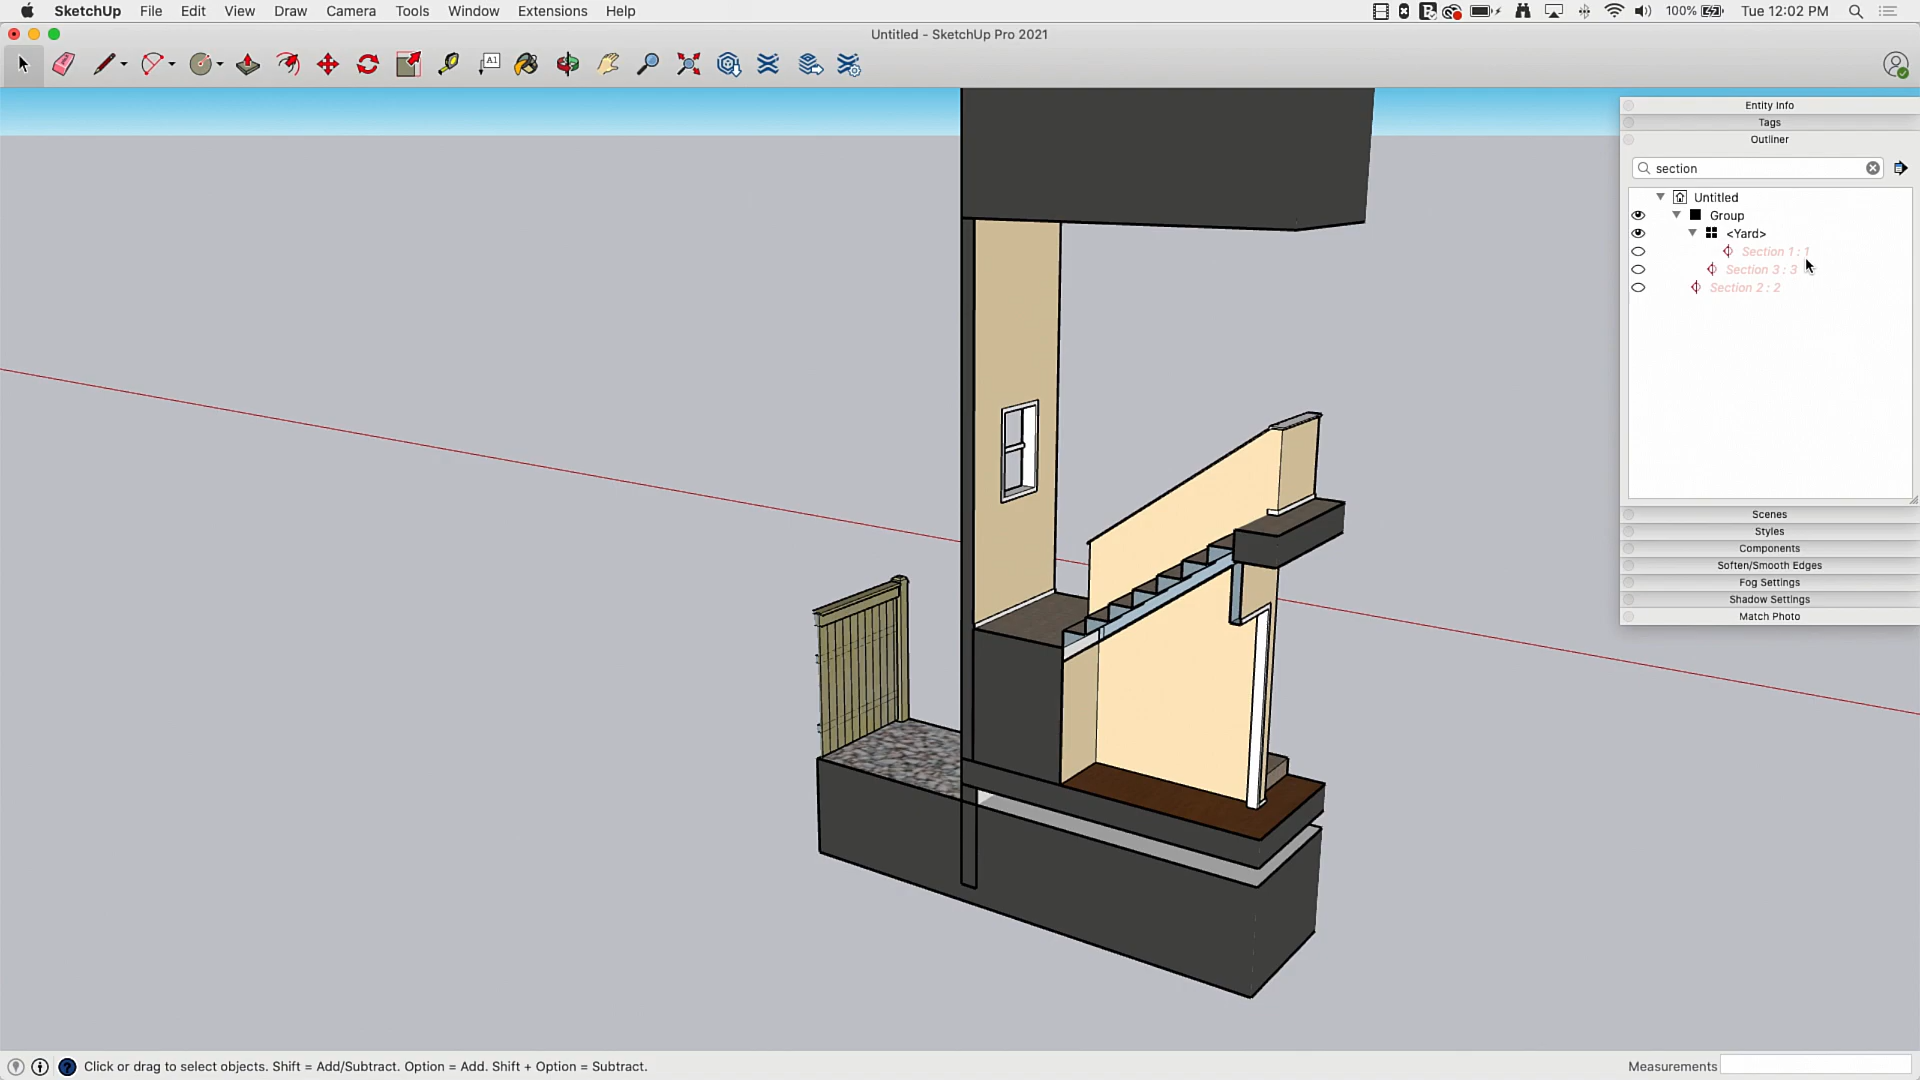 SketchUp File Edit View Draw Camera Tools Window Extensions Help 100% Tue 12:02 PM
Untitled - SketchUp Pro 2021
A1
Entity Info
Tags
Outliner
section
Untitled
Group
<Yard>
Section 1 : 1
Section 3 : 3
Section 2 : 2
Scenes
Styles
Components
Soften/Smooth Edges
Fog Settings
Shadow Settings
Match Photo
Click or drag to select objects. Shift = Add/Subtract. Option = Add. Shift + Option = Subtract.
Measurements